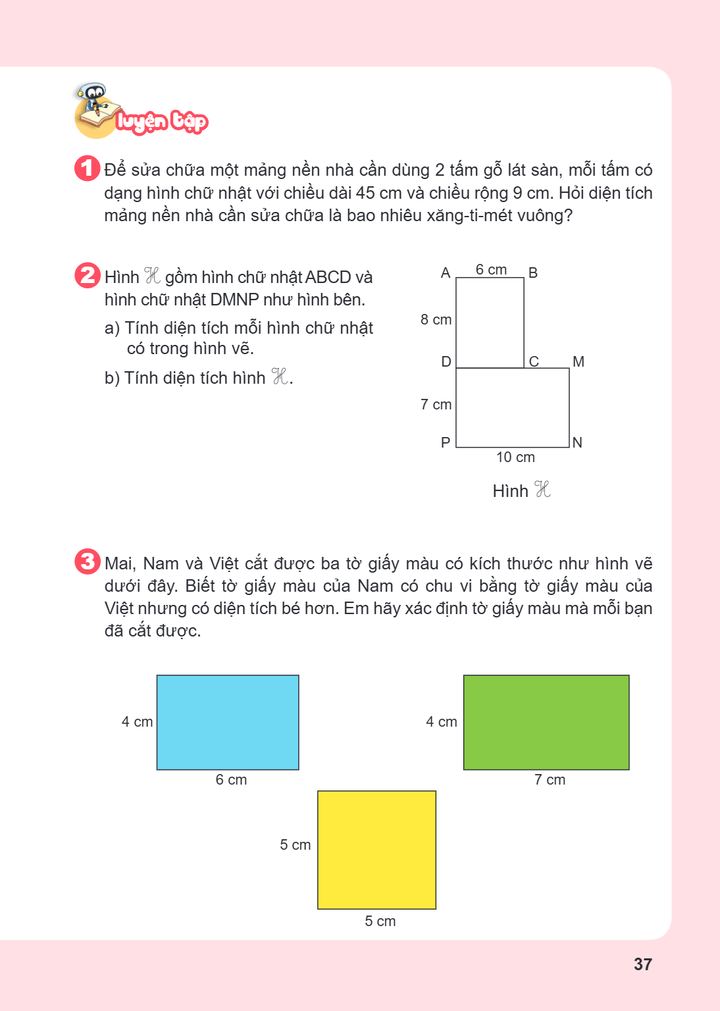 Luyện tập
1 Để sửa chữa một mảng nền nhà cần dùng 2 tấm gỗ lát sàn, mỗi tấm có
dạng hình chữ nhật với chiều dài 45 cm và chiều rộng 9 cm. Hỏi diện tích
mảng nền nhà cần sửa chữa là bao nhiêu xăng-ti-mét vuông?
2 Hình ℋ gồm hình chữ nhật ABCD và
hình chữ nhật DMNP như hình bên.
a) Tính diện tích mỗi hình chữ nhật
có trong hình vẽ.
b) Tính diện tích hình ℋ.
A 6 cm B
8 cm
D C M
7 cm
P N
10 cm
Hình ℋ
3 Mai, Nam và Việt cắt được ba tờ giấy màu có kích thước như hình vẽ
dưới đây. Biết tờ giấy màu của Nam có chu vi bằng tờ giấy màu của
Việt nhưng có diện tích bé hơn. Em hãy xác định tờ giấy màu mà mỗi bạn
đã cắt được.
4 cm
6 cm
4 cm
7 cm
5 cm
5 cm
37